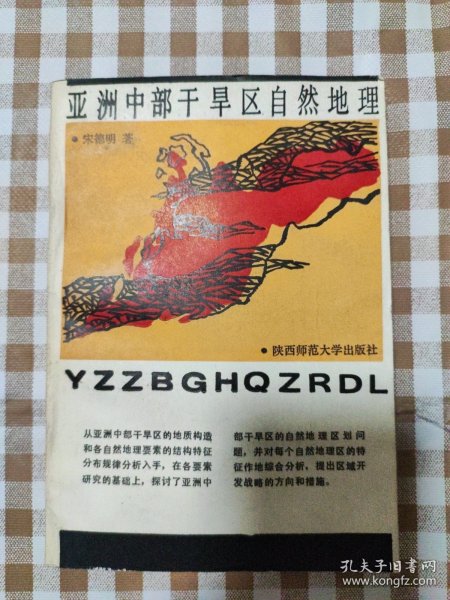 亚洲中部干旱区自然地理
• 宋德明 著
• 陕西师范大学出版社
YZZBGHQZRDL
从亚洲中部干旱区的地质构造
和各自然地理要素的结构特征
分布规律分析入手，在各要素
研究的基础上，探讨了亚洲中
部干旱区的自然地理区划问
题，并对每个自然地理区的特
征作地综合分析，提出区域开
发战略的方向和措施。
孔夫子旧书网
www.kongfz.com